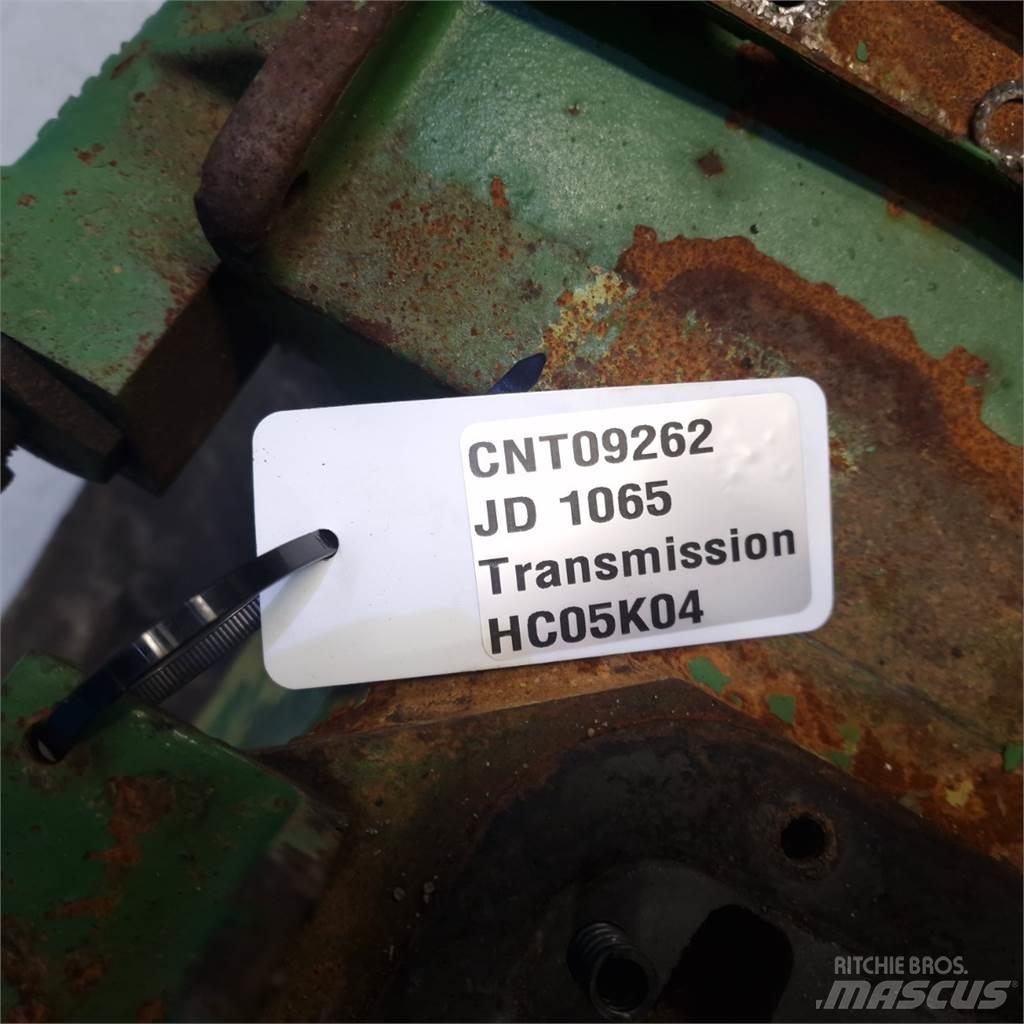 CNT09262
JD 1065
Transmission
HC05K04
RITCHIE BROS.
MASCUS